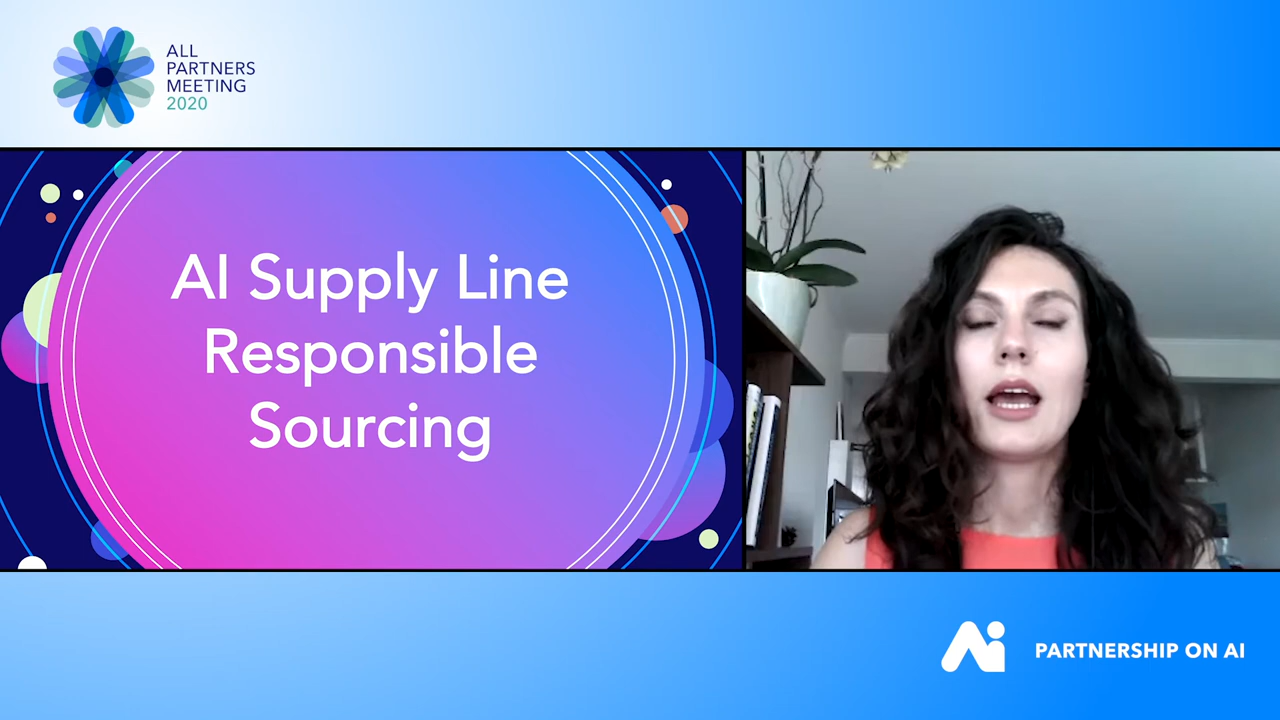 ALL
PARTNERS
MEETING
2020
AI Supply Line
Responsible
Sourcing
PARTNERSHIP ON AI